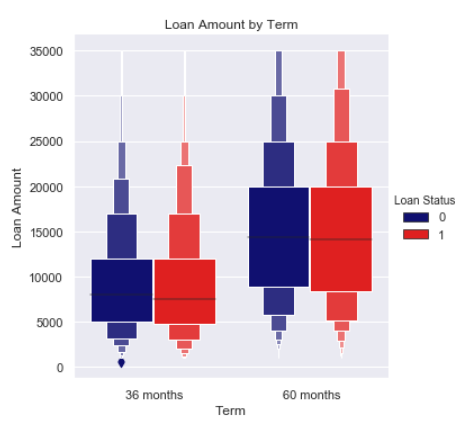 Loan Amount by Term
35000
30000
25000
20000
15000
10000
5000
0
Loan Amount
36 months
60 months
Term
Loan Status
0
1